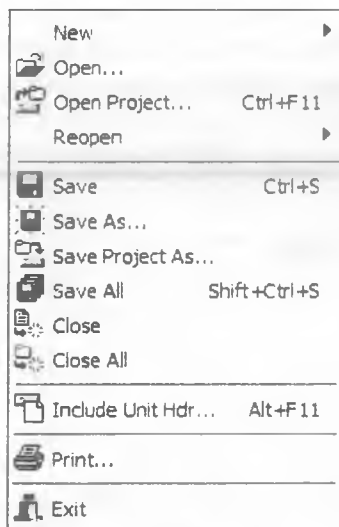 New
Open...
Open Project... Ctrl+F11
Reopen
Save Ctrl+S
Save As...
Save Project As...
Save All Shift+Ctrl+S
Close
Close All
Include Unit Hdr... Alt+F11
Print...
Exit